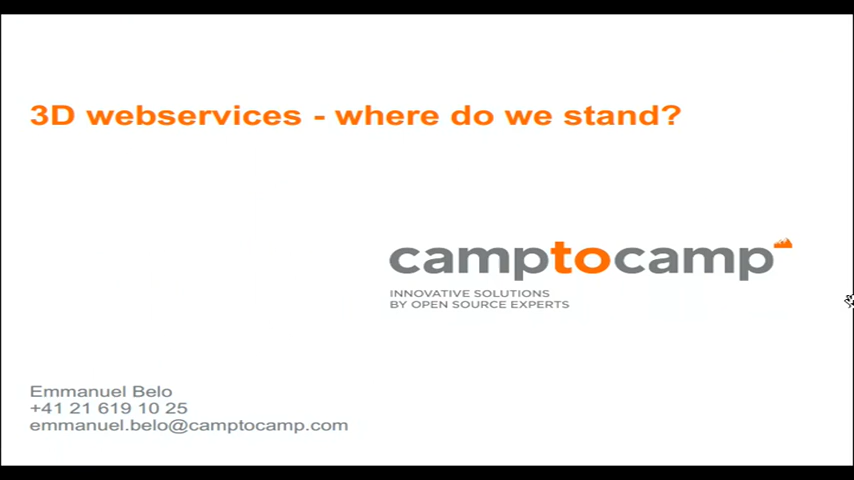 3D webservices - where do we stand?
camptocamp
INNOVATIVE SOLUTIONS
BY OPEN SOURCE EXPERTS
Emmanuel Belo
+41 21 619 10 25
emmanuel.belo@camptocamp.com